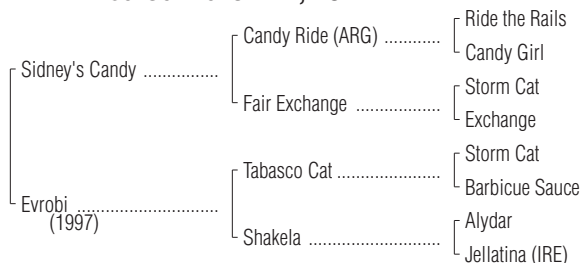 Ride the Rails
Candy Ride (ARG) ............
Candy Girl
Sidney's Candy ................
Storm Cat
Fair Exchange ..................
Exchange
Storm Cat
Tabasco Cat ......................
Barbicue Sauce
Evrobi ..............................
(1997)
Alydar
Shakela ............................
Jellatina (IRE)